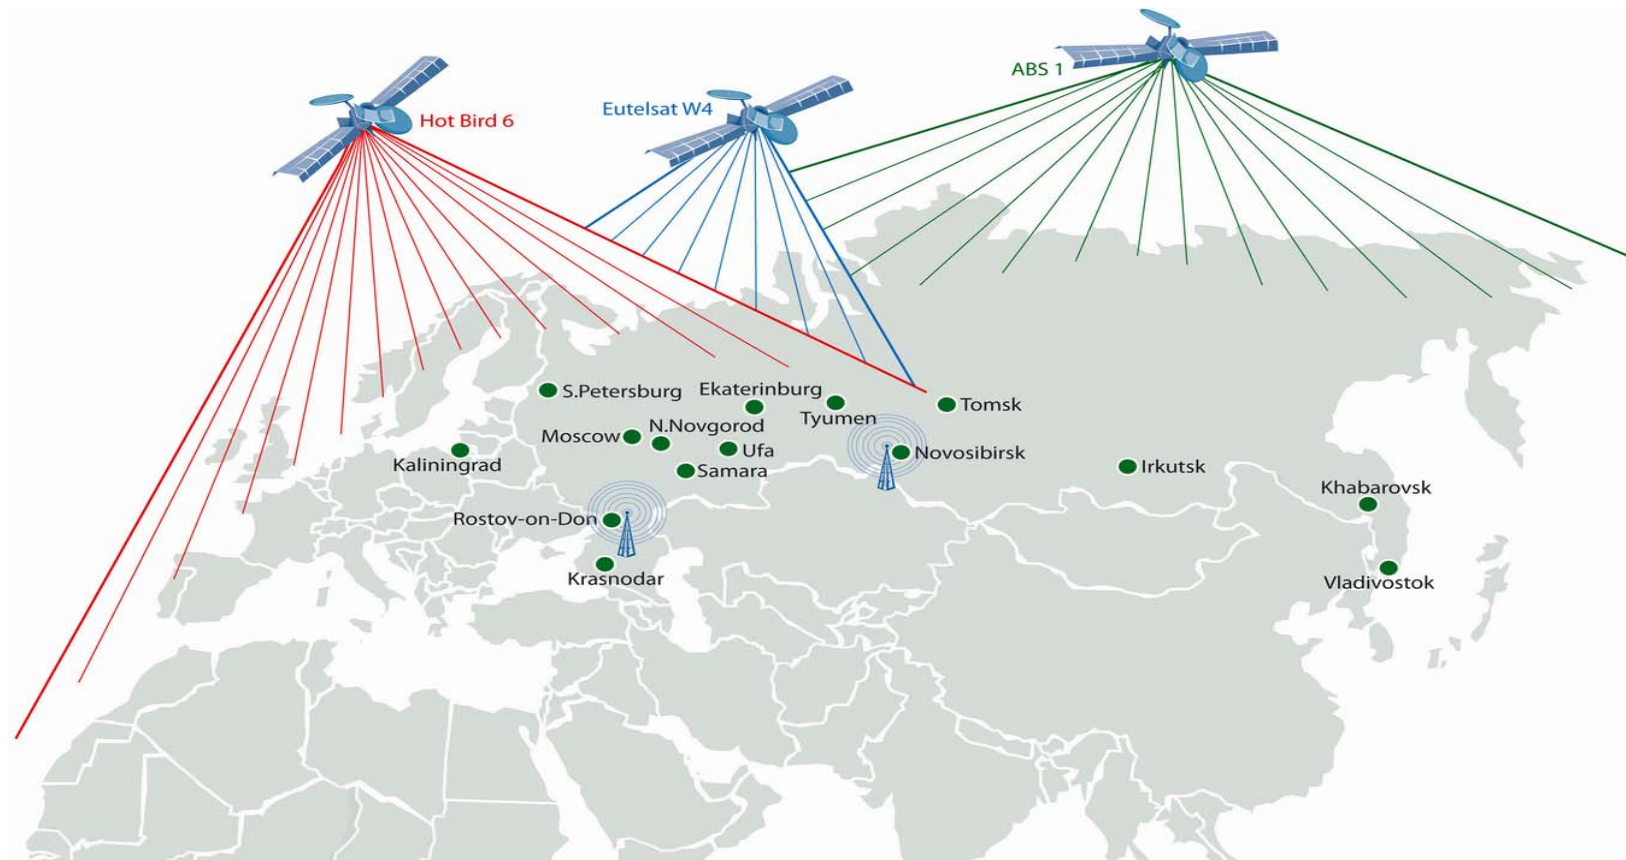 ABS 1
Eutelsat W4
Hot Bird 6
S.Petersburg
Ekaterinburg
Tyumen
Tomsk
Moscow
N.Novgorod
Ufa
Novosibirsk
Kaliningrad
Samara
Irkutsk
Khabarovsk
Rostov-on-Don
Krasnodar
Vladivostok